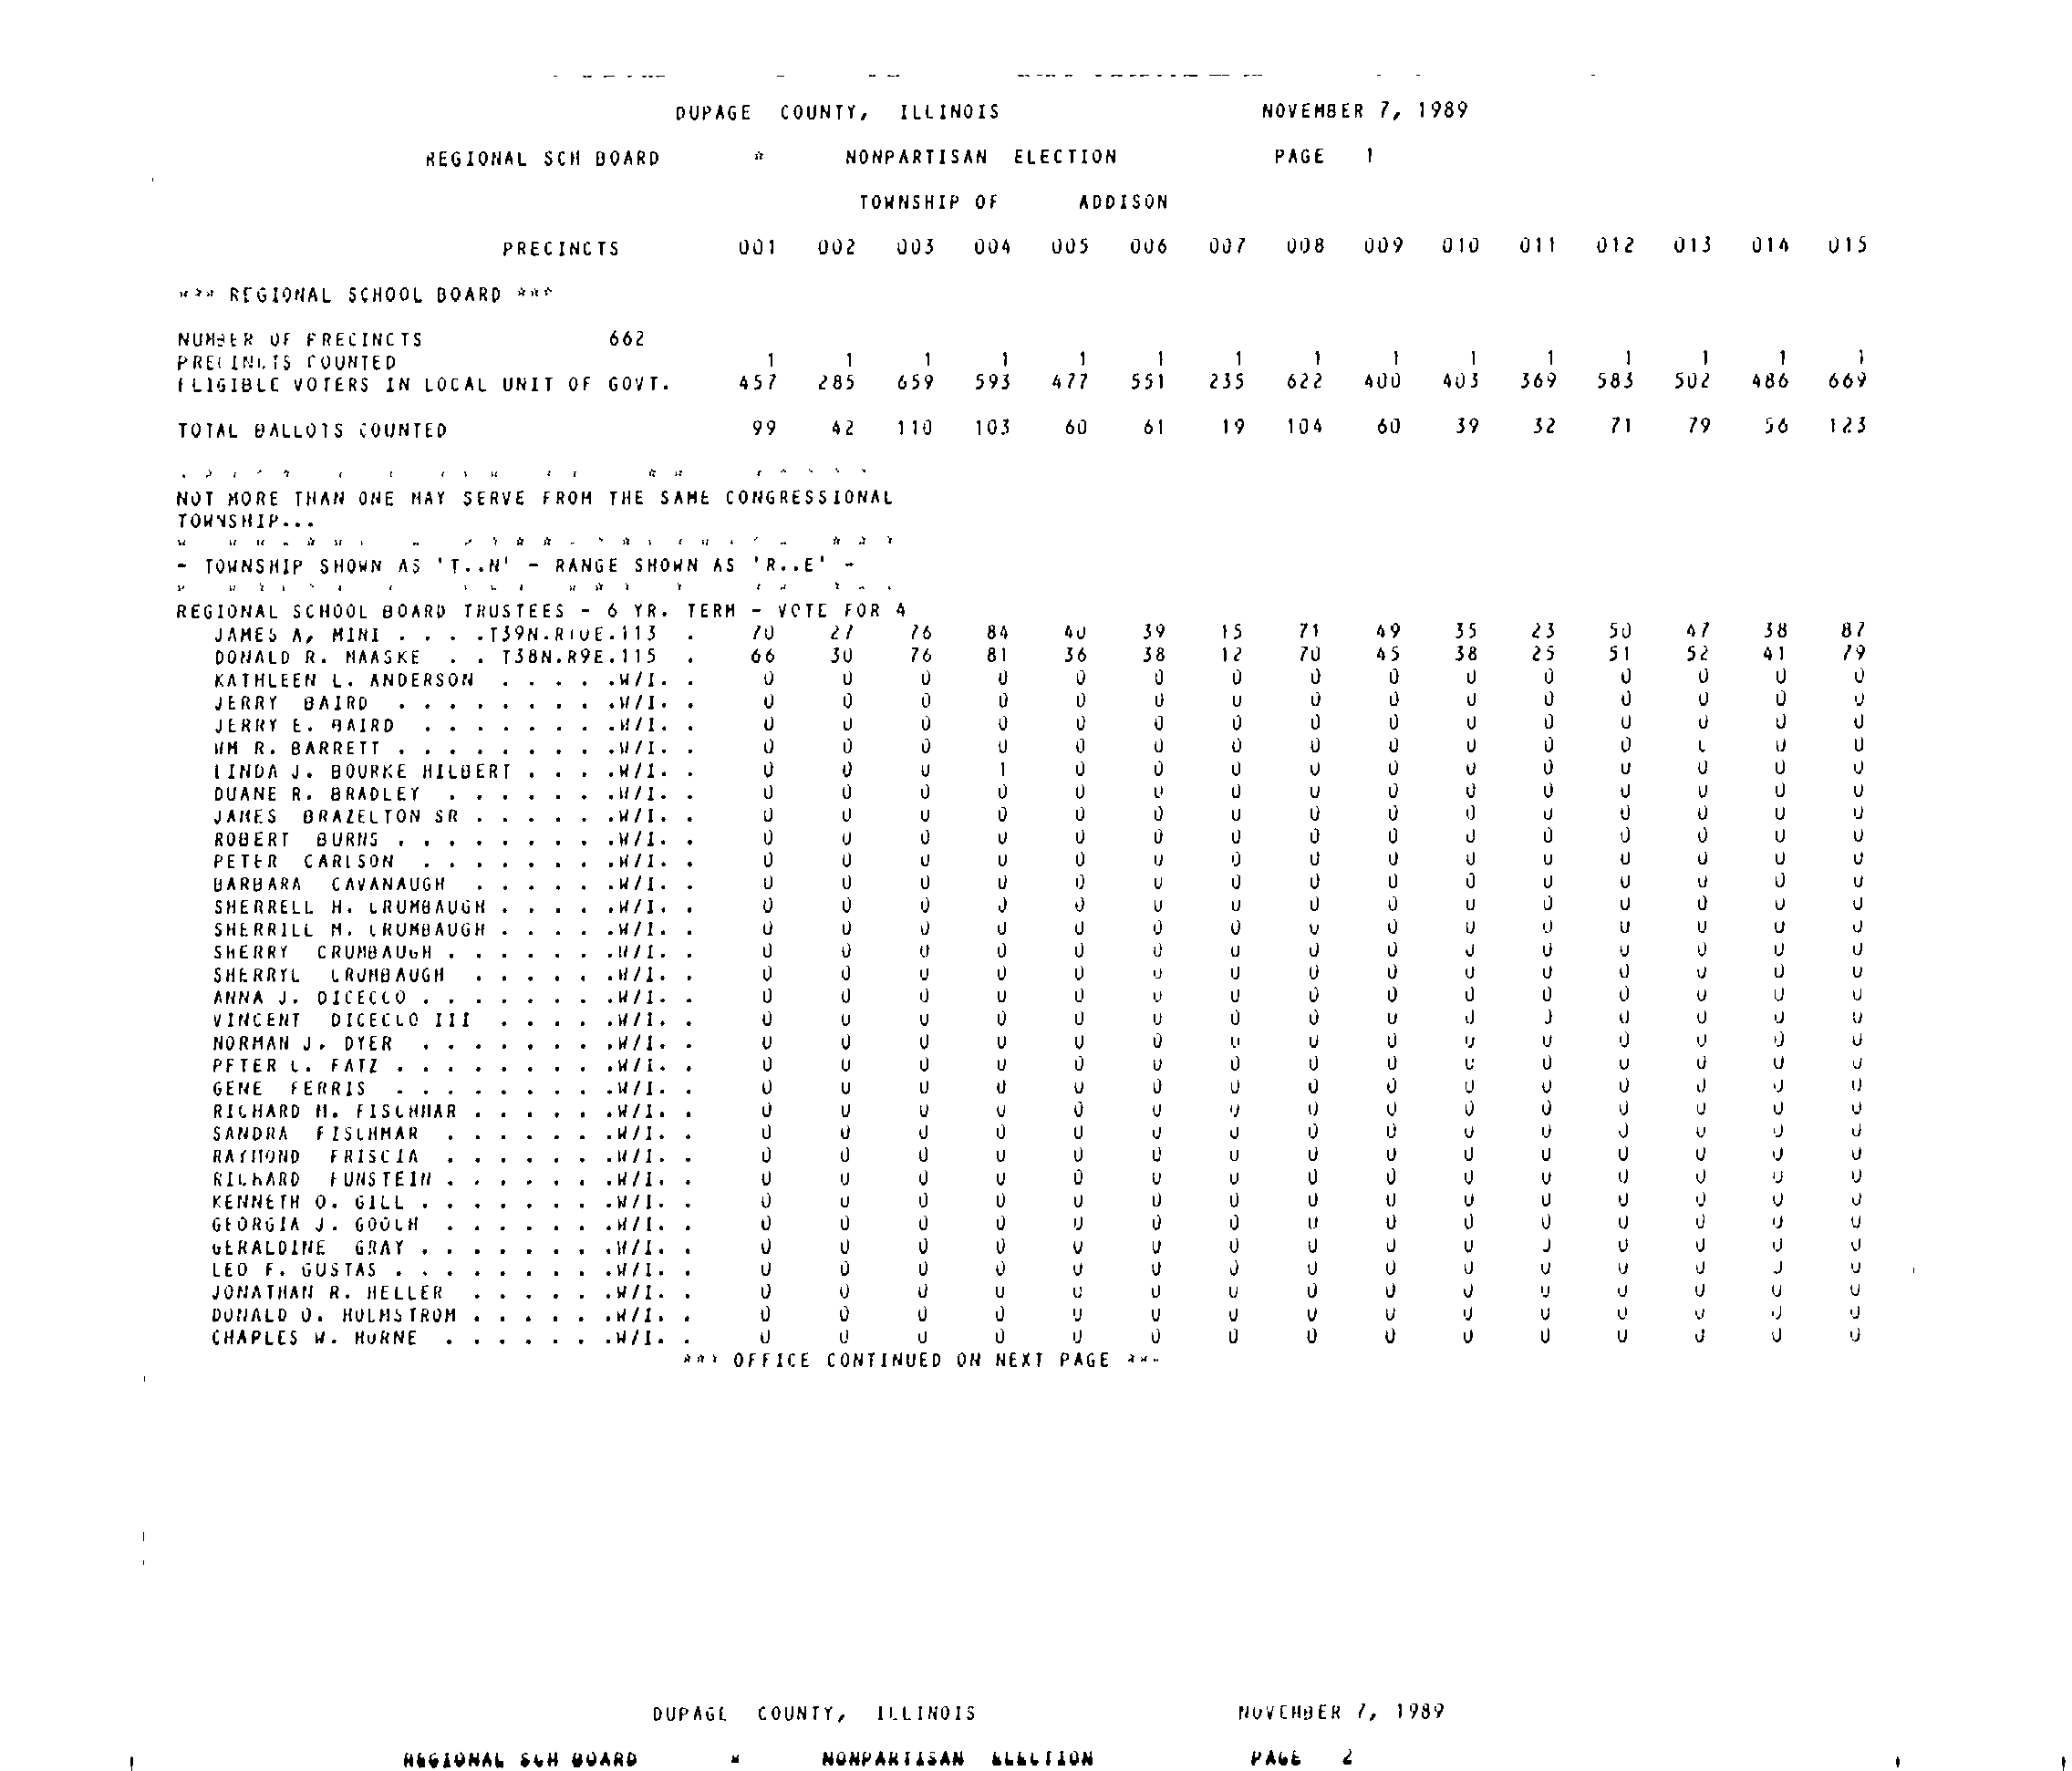 DUPAGE COUNTY, ILLINOIS NOVEMBER 7, 1989
REGIONAL SCH BOARD * NONPARTISAN ELECTION PAGE 1
TOWNSHIP OF ADDISON
PRECINCTS 001 002 003 004 005 006 007 008 009 010 011 012 013 014 015
*** REGIONAL SCHOOL BOARD ***
NUMBER OF PRECINCTS 662
PRECINCTS COUNTED 1 1 1 1 1 1 1 1 1 1 1 1 1 1 1
ELIGIBLE VOTERS IN LOCAL UNIT OF GOVT. 457 285 659 593 477 551 235 622 400 403 369 583 502 486 669
TOTAL BALLOTS COUNTED 99 42 110 103 60 61 19 104 60 39 32 71 79 56 123
NOT MORE THAN ONE MAY SERVE FROM THE SAME CONGRESSIONAL
TOWNSHIP...
- TOWNSHIP SHOWN AS 'T..N' - RANGE SHOWN AS 'R..E' -
REGIONAL SCHOOL BOARD TRUSTEES - 6 YR. TERM - VOTE FOR 4
JAMES A. MINI . . . .T39N.R10E.113 . 70 27 76 84 40 39 15 71 49 35 23 50 47 38 87
DONALD R. MAASKE . . T38N.R9E.115 . 66 30 76 81 36 38 12 70 45 38 25 51 52 41 79
KATHLEEN L. ANDERSON . . . . .W/I. . 0 0 0 0 0 0 0 0 0 0 0 0 0 0 0
JERRY BAIRD . . . . . . . . .W/I. . 0 0 0 0 0 0 0 0 0 0 0 0 0 0 0
JERRY E. BAIRD . . . . . . . .W/I. . 0 0 0 0 0 0 0 0 0 0 0 0 0 0 0
WM R. BARRETT . . . . . . . . .W/I. . 0 0 0 0 0 0 0 0 0 0 0 0 0 0 0
LINDA J. BOURKE HILBERT . . . .W/I. . 0 0 0 1 0 0 0 0 0 0 0 0 0 0 0
DUANE R. BRADLEY . . . . . . .W/I. . 0 0 0 0 0 0 0 0 0 0 0 0 0 0 0
JAMES BRAZELTON SR . . . . . .W/I. . 0 0 0 0 0 0 0 0 0 0 0 0 0 0 0
ROBERT BURNS . . . . . . . . .W/I. . 0 0 0 0 0 0 0 0 0 0 0 0 0 0 0
PETER CARLSON . . . . . . . .W/I. . 0 0 0 0 0 0 0 0 0 0 0 0 0 0 0
BARBARA CAVANAUGH . . . . . .W/I. . 0 0 0 0 0 0 0 0 0 0 0 0 0 0 0
SHERRELL H. CRUMBAUGH . . . . .W/I. . 0 0 0 0 0 0 0 0 0 0 0 0 0 0 0
SHERRILL M. CRUMBAUGH . . . . .W/I. . 0 0 0 0 0 0 0 0 0 0 0 0 0 0 0
SHERRY CRUMBAUGH . . . . . . .W/I. . 0 0 0 0 0 0 0 0 0 0 0 0 0 0 0
SHERRYL CRUMBAUGH . . . . . .W/I. . 0 0 0 0 0 0 0 0 0 0 0 0 0 0 0
ANNA J. DICECCO . . . . . . . .W/I. . 0 0 0 0 0 0 0 0 0 0 0 0 0 0 0
VINCENT DICECCO III . . . . .W/I. . 0 0 0 0 0 0 0 0 0 0 0 0 0 0 0
NORMAN J. DYER . . . . . . . .W/I. . 0 0 0 0 0 0 0 0 0 0 0 0 0 0 0
PETER L. FATZ . . . . . . . . .W/I. . 0 0 0 0 0 0 0 0 0 0 0 0 0 0 0
GENE FERRIS . . . . . . . . .W/I. . 0 0 0 0 0 0 0 0 0 0 0 0 0 0 0
RICHARD M. FISCHMAR . . . . . .W/I. . 0 0 0 0 0 0 0 0 0 0 0 0 0 0 0
SANDRA FISCHMAR . . . . . . .W/I. . 0 0 0 0 0 0 0 0 0 0 0 0 0 0 0
RAYMOND FRISCIA . . . . . . .W/I. . 0 0 0 0 0 0 0 0 0 0 0 0 0 0 0
RICHARD FUNSTEIN . . . . . . .W/I. . 0 0 0 0 0 0 0 0 0 0 0 0 0 0 0
KENNETH O. GILL . . . . . . . .W/I. . 0 0 0 0 0 0 0 0 0 0 0 0 0 0 0
GEORGIA J. GOOCH . . . . . . .W/I. . 0 0 0 0 0 0 0 0 0 0 0 0 0 0 0
GERALDINE GRAY . . . . . . . .W/I. . 0 0 0 0 0 0 0 0 0 0 0 0 0 0 0
LEO F. GUSTAS . . . . . . . . .W/I. . 0 0 0 0 0 0 0 0 0 0 0 0 0 0 0
JONATHAN R. HELLER . . . . . .W/I. . 0 0 0 0 0 0 0 0 0 0 0 0 0 0 0
DONALD O. HOLMSTROM . . . . . .W/I. . 0 0 0 0 0 0 0 0 0 0 0 0 0 0 0
CHARLES W. HORNE . . . . . . .W/I. . 0 0 0 0 0 0 0 0 0 0 0 0 0 0 0
*** OFFICE CONTINUED ON NEXT PAGE ***
DUPAGE COUNTY, ILLINOIS NOVEMBER 7, 1989
REGIONAL SCH BOARD * NONPARTISAN ELECTION PAGE 2